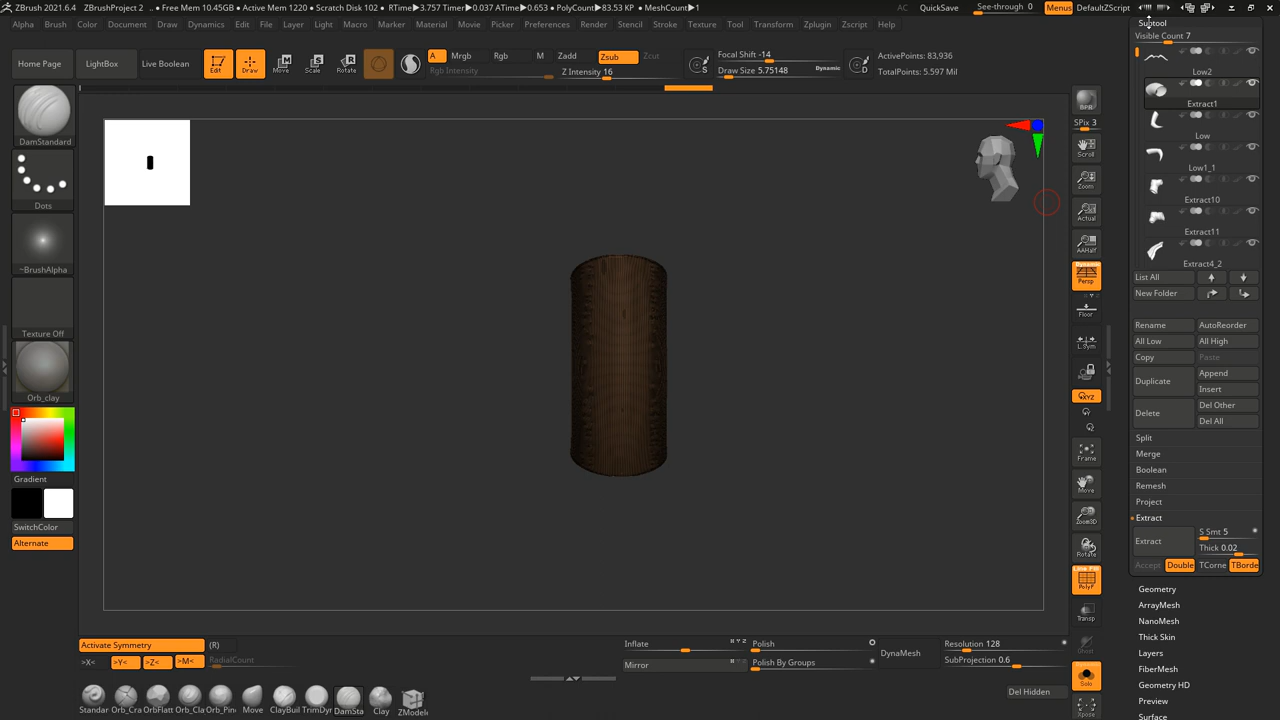 ZBrush 2021.6.4 ZBrushProject 2 .. • Free Mem 10.45GB • Active Mem 1220 • Scratch Disk 102 • RTime▶3.757 Timer▶0.037 ATime▶0.653 • PolyCount▶83.53 KP • MeshCount▶1 AC QuickSave See-through 0 Menus DefaultZScript
Alpha Brush Color Document Draw Dynamics Edit File Layer Light Macro Marker Material Movie Picker Preferences Render Stencil Stroke Texture Tool Transform Zplugin Zscript Help
Home Page LightBox Live Boolean Edit Draw Move Scale Rotate
A Mrgb Rgb M Zadd Zsub Zcut
Rgb Intensity Z Intensity 16
S Focal Shift -14
Draw Size 5.75148 Dynamic
D ActivePoints: 83,936
TotalPoints: 5.597 Mil
DamStandard
Dots
~BrushAlpha
Texture Off
Orb_clay
Gradient
SwitchColor
Alternate
BPR
SPix 3
Scroll
Zoom
Actual
AAHalf
Dynamic
Persp
Floor
L.Sym
XYZ
Frame
Move
Zoom3D
Rotate
Line Fill
PolyF
Transp
Ghost
Dynamic
Solo
Xpose
Subtool
Visible Count 7
Low2
Extract1
Low
Low1_1
Extract10
Extract11
Extract4_2
List All
New Folder
Rename AutoReorder
All Low All High
Copy Paste
Duplicate Append
Insert
Delete Del Other
Del All
Split
Merge
Boolean
Remesh
Project
Extract
Extract S Smt 5
Thick 0.02
Accept Double TCorne TBorde
Geometry
ArrayMesh
NanoMesh
Thick Skin
Layers
FiberMesh
Geometry HD
Preview
Surface
Activate Symmetry (R)
>X< >Y< >Z< >M< RadialCount
Inflate Polish
Mirror Polish By Groups
DynaMesh
Resolution 128
SubProjection 0.6
Del Hidden
Standar Orb_Cra OrbFlatt Orb_Cla Orb_Pin Move ClayBuil TrimDyr DamSta Clay ZModele